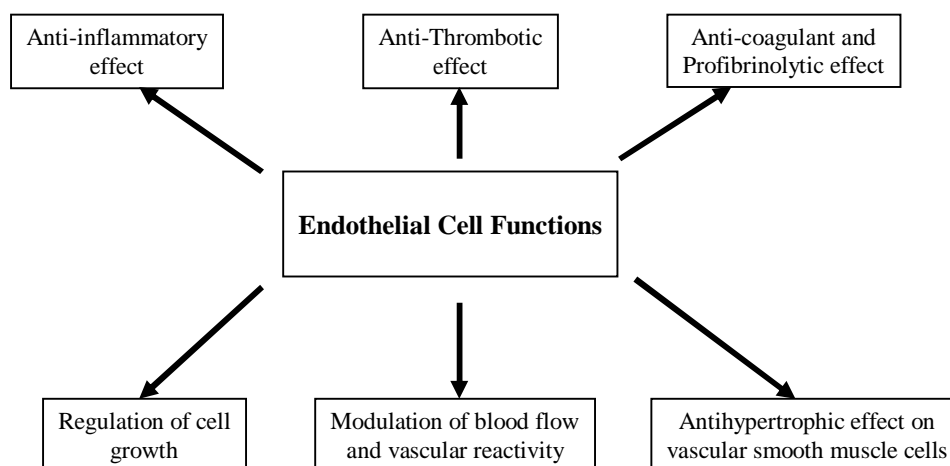 Anti-inflammatory
effect
Anti-Thrombotic
effect
Anti-coagulant and
Profibrinolytic effect
Endothelial Cell Functions
Regulation of cell
growth
Modulation of blood flow
and vascular reactivity
Antihypertrophic effect on
vascular smooth muscle cells